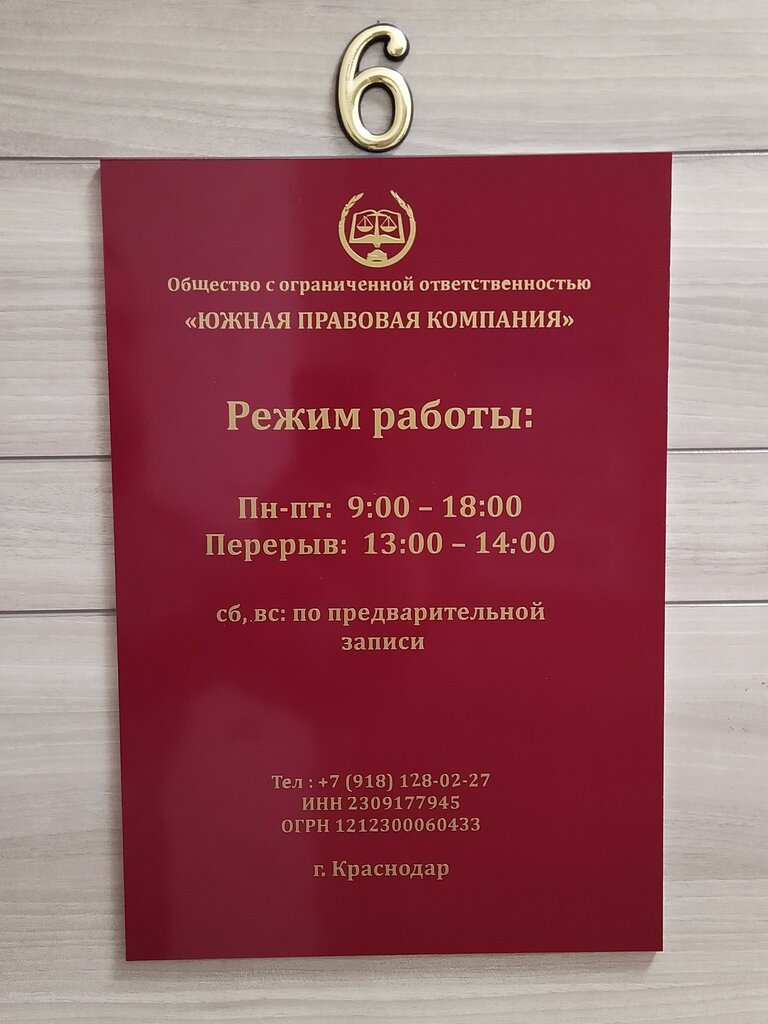 6
Общество с ограниченной ответственностью
«ЮЖНАЯ ПРАВОВАЯ КОМПАНИЯ»
Режим работы:
Пн-пт: 9:00 – 18:00
Перерыв: 13:00 – 14:00
сб, вс: по предварительной
записи
Тел : +7 (918) 128-02-27
ИНН 2309177945
ОГРН 1212300060433
г. Краснодар